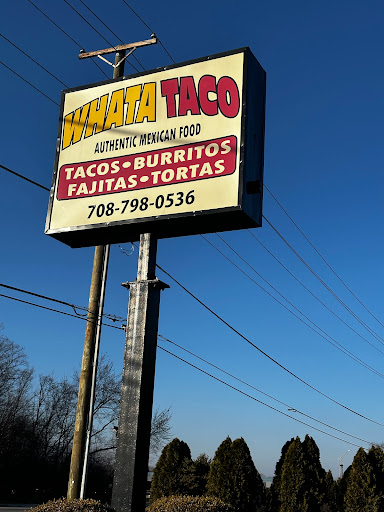 WHATA TACO
AUTHENTIC MEXICAN FOOD
TACOS • BURRITOS
FAJITAS • TORTAS
708-798-0536